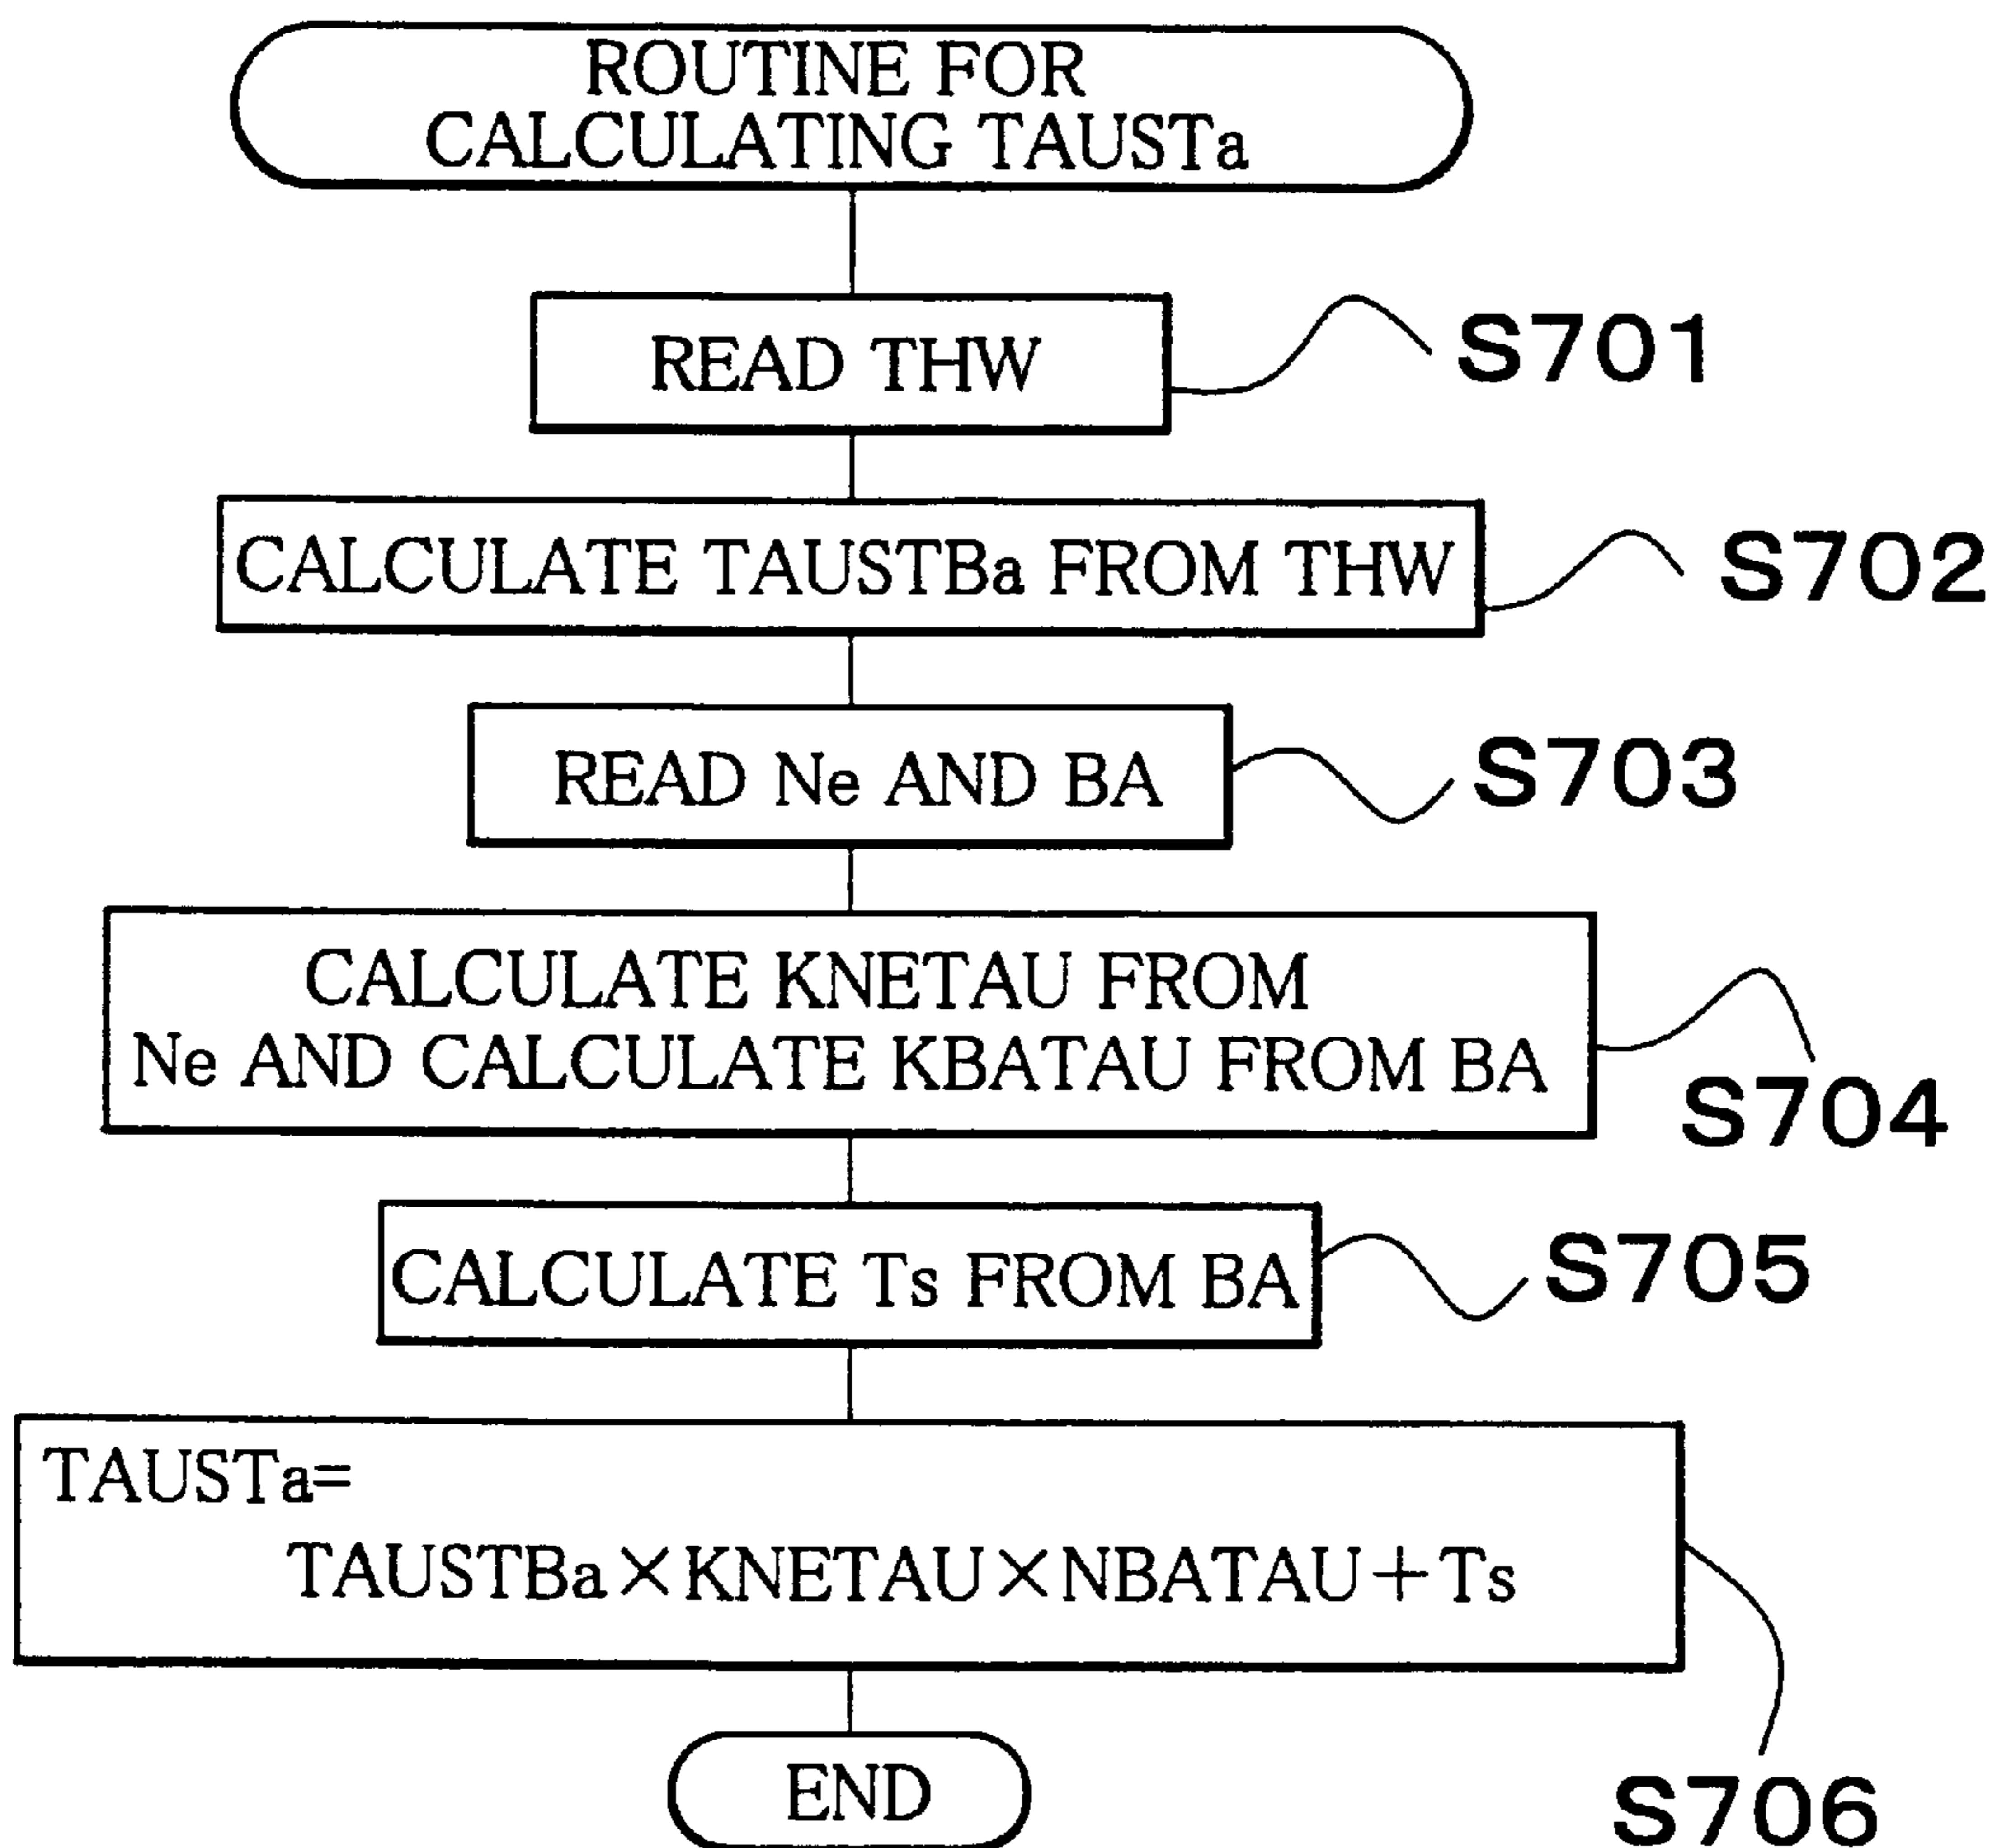 ROUTINE FOR
CALCULATING TAUSTa
READ THW
S701
CALCULATE TAUSTBa FROM THW
S702
READ Ne AND BA
S703
CALCULATE KNETAU FROM
Ne AND CALCULATE KBATAU FROM BA
S704
CALCULATE Ts FROM BA
S705
TAUSTa=
TAUSTBa×KNETAU×NBATAU+Ts
S706
END